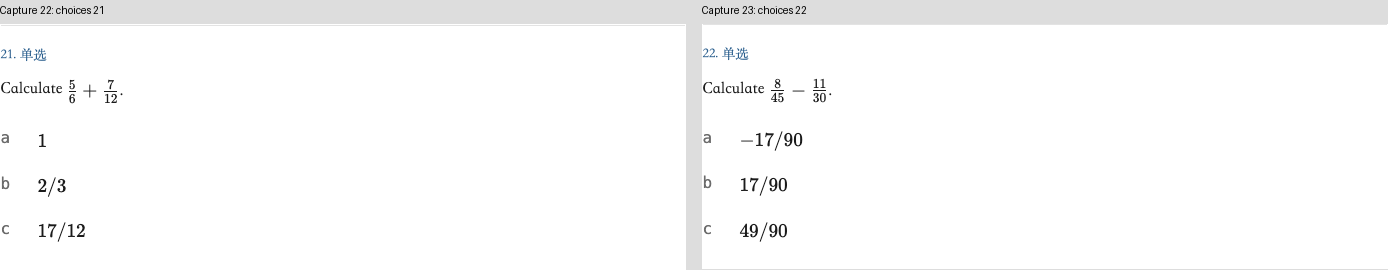 Capture 22: choices 21
21. 单选
Calculate 5/6 + 7/12.
a 1
b 2/3
c 17/12
Capture 23: choices 22
22. 单选
Calculate 8/45 − 11/30.
a −17/90
b 17/90
c 49/90